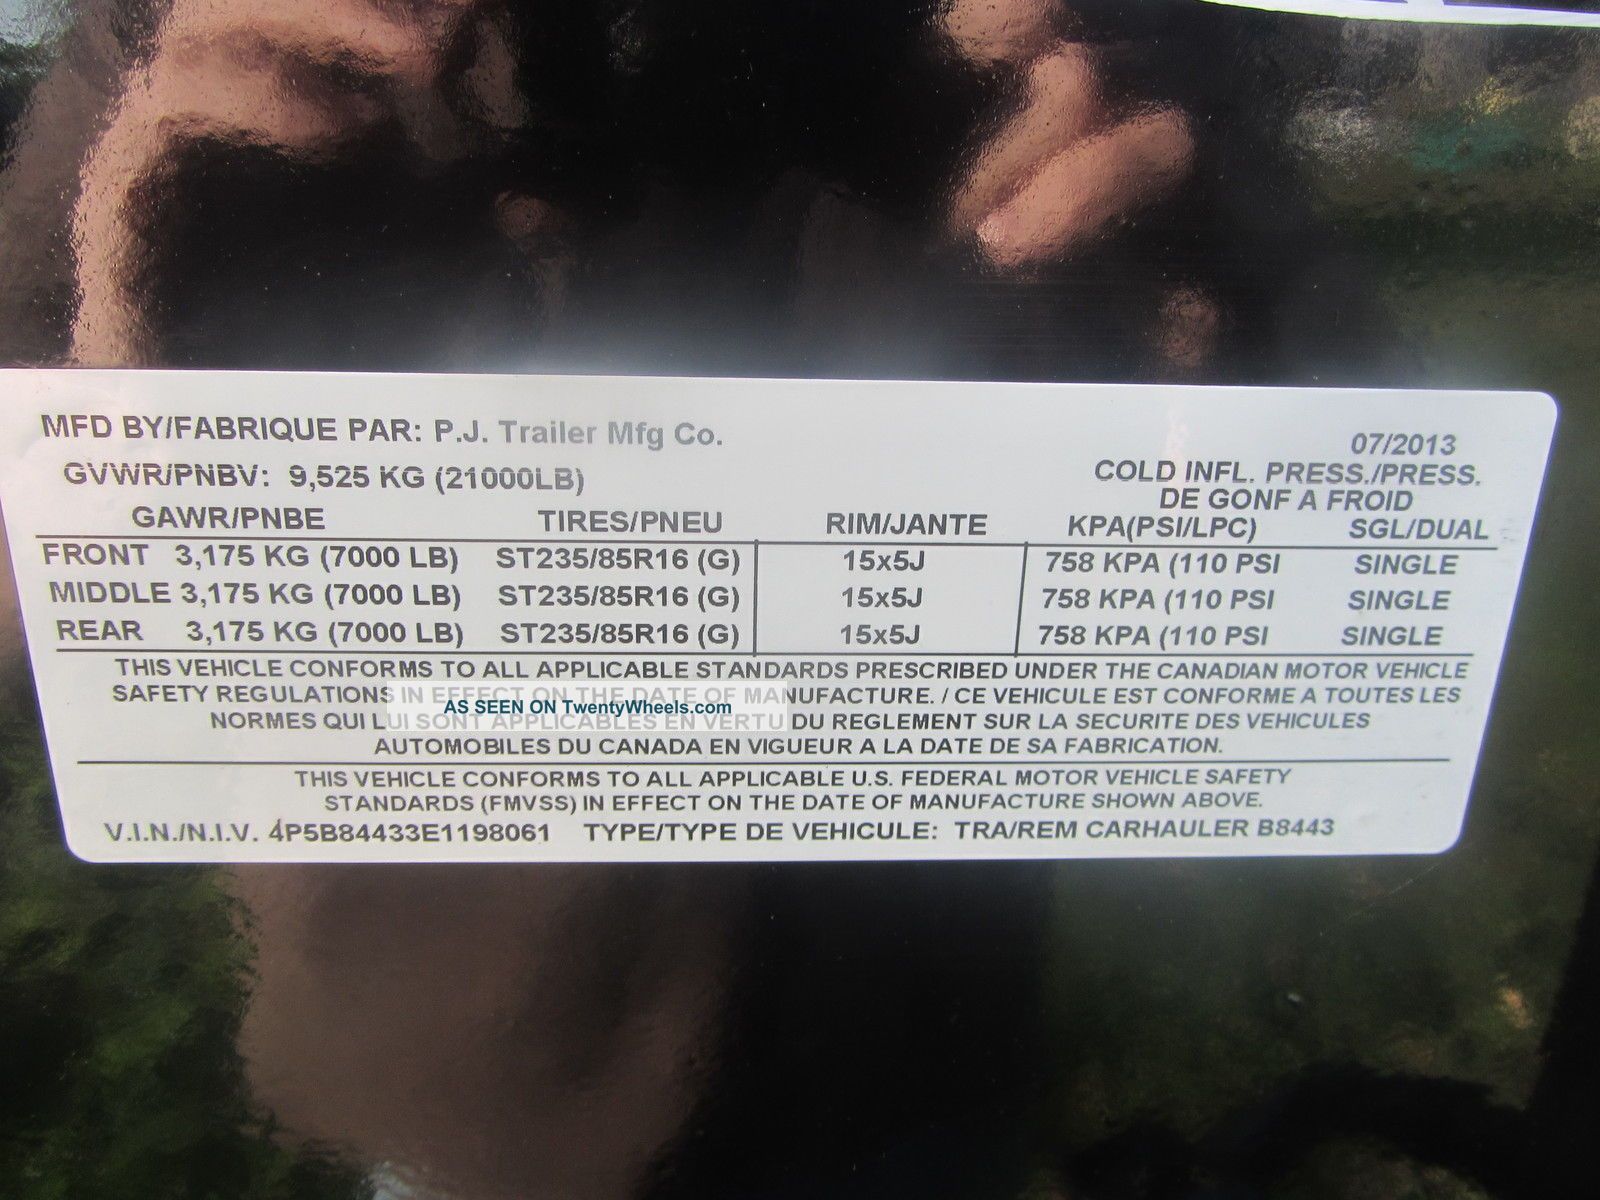 MFD BY/FABRIQUE PAR: P.J. Trailer Mfg Co.
07/2013
GVWR/PNBV: 9,525 KG (21000LB)
COLD INFL. PRESS./PRESS.
DE GONF A FROID
GAWR/PNBE TIRES/PNEU RIM/JANTE KPA(PSI/LPC) SGL/DUAL
FRONT 3,175 KG (7000 LB) ST235/85R16 (G) 15x5J 758 KPA (110 PSI SINGLE
MIDDLE 3,175 KG (7000 LB) ST235/85R16 (G) 15x5J 758 KPA (110 PSI SINGLE
REAR 3,175 KG (7000 LB) ST235/85R16 (G) 15x5J 758 KPA (110 PSI SINGLE
THIS VEHICLE CONFORMS TO ALL APPLICABLE STANDARDS PRESCRIBED UNDER THE CANADIAN MOTOR VEHICLE
SAFETY REGULATIONS IN EFFECT ON THE DATE OF MANUFACTURE. / CE VEHICULE EST CONFORME A TOUTES LES
AS SEEN ON TwentyWheels.com
NORMES QUI LUI SONT APPLICABLES EN VERTU DU REGLEMENT SUR LA SECURITE DES VEHICULES
AUTOMOBILES DU CANADA EN VIGUEUR A LA DATE DE SA FABRICATION.
THIS VEHICLE CONFORMS TO ALL APPLICABLE U.S. FEDERAL MOTOR VEHICLE SAFETY
STANDARDS (FMVSS) IN EFFECT ON THE DATE OF MANUFACTURE SHOWN ABOVE.
V.I.N./N.I.V. 4P5B84433E1198061 TYPE/TYPE DE VEHICULE: TRA/REM CARHAULER B8443